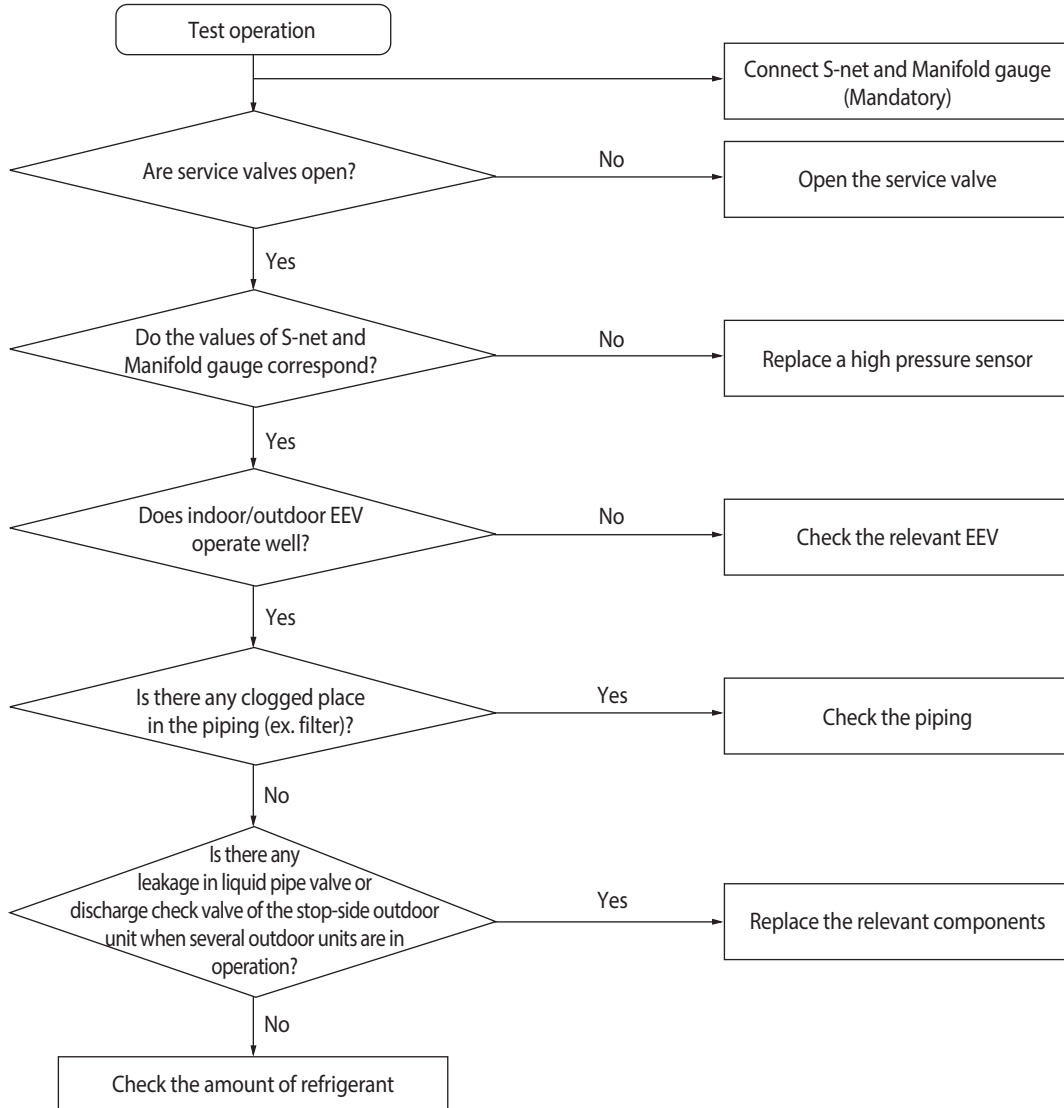 Test operation
Connect S-net and Manifold gauge
(Mandatory)
Are service valves open?
No
Open the service valve
Yes
Do the values of S-net and
Manifold gauge correspond?
No
Replace a high pressure sensor
Yes
Does indoor/outdoor EEV
operate well?
No
Check the relevant EEV
Yes
Is there any clogged place
in the piping (ex. filter)?
Yes
Check the piping
No
Is there any
leakage in liquid pipe valve or
discharge check valve of the stop-side outdoor
unit when several outdoor units are in
operation?
Yes
Replace the relevant components
No
Check the amount of refrigerant